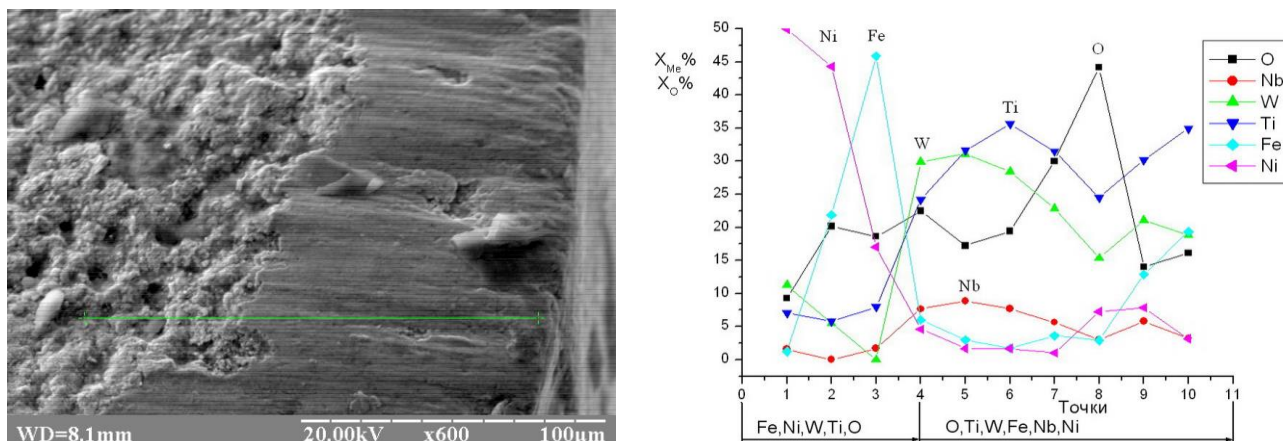 WD=8.1mm 20.00kV x600 100µm
X_Me%
X_O%
50
45
40
35
30
25
20
15
10
5
0
Ni
Fe
W
Ti
Nb
O
O
Nb
W
Ti
Fe
Ni
0 1 2 3 4 5 6 7 8 9 10 11
Точки
Fe,Ni,W,Ti,O
O,Ti,W,Fe,Nb,Ni